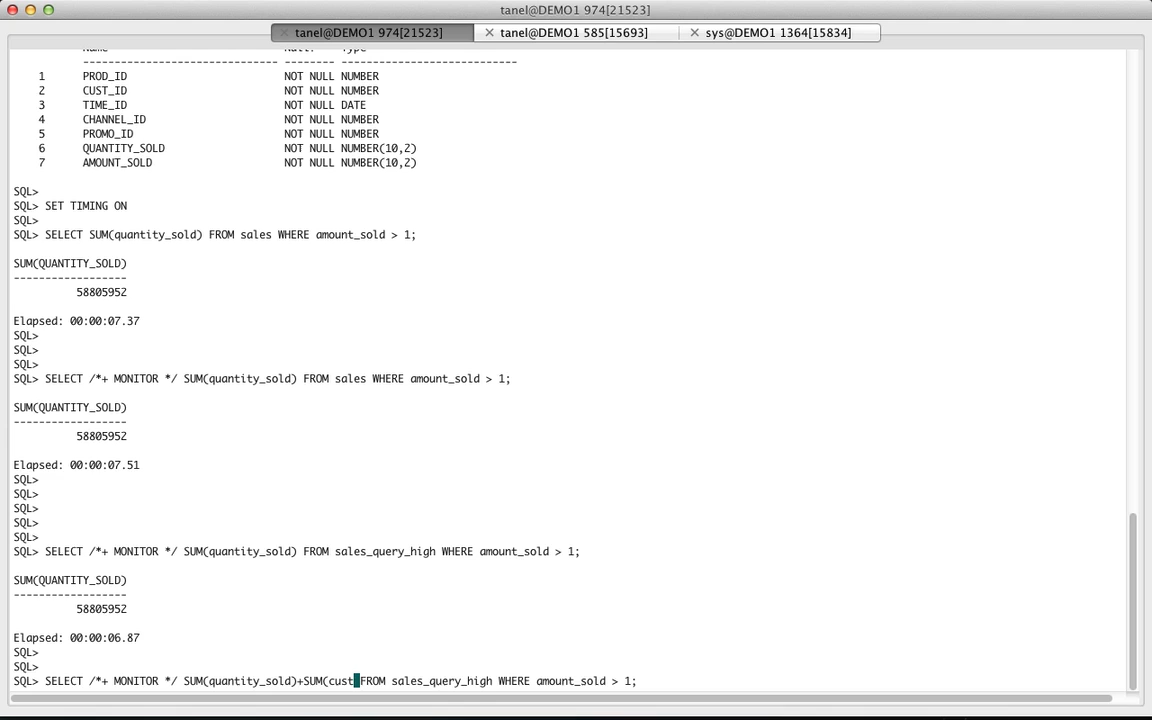 tanel@DEMO1 974[21523]
tanel@DEMO1 974[21523] tanel@DEMO1 585[15693] sys@DEMO1 1364[15834]
Name Null? Type
------------------------------- -------- ----------------------------
1 PROD_ID NOT NULL NUMBER
2 CUST_ID NOT NULL NUMBER
3 TIME_ID NOT NULL DATE
4 CHANNEL_ID NOT NULL NUMBER
5 PROMO_ID NOT NULL NUMBER
6 QUANTITY_SOLD NOT NULL NUMBER(10,2)
7 AMOUNT_SOLD NOT NULL NUMBER(10,2)
SQL>
SQL> SET TIMING ON
SQL>
SQL> SELECT SUM(quantity_sold) FROM sales WHERE amount_sold > 1;
SUM(QUANTITY_SOLD)
------------------
58805952
Elapsed: 00:00:07.37
SQL>
SQL>
SQL>
SQL> SELECT /*+ MONITOR */ SUM(quantity_sold) FROM sales WHERE amount_sold > 1;
SUM(QUANTITY_SOLD)
------------------
58805952
Elapsed: 00:00:07.51
SQL>
SQL>
SQL>
SQL>
SQL>
SQL> SELECT /*+ MONITOR */ SUM(quantity_sold) FROM sales_query_high WHERE amount_sold > 1;
SUM(QUANTITY_SOLD)
------------------
58805952
Elapsed: 00:00:06.87
SQL>
SQL>
SQL> SELECT /*+ MONITOR */ SUM(quantity_sold)+SUM(cust FROM sales_query_high WHERE amount_sold > 1;